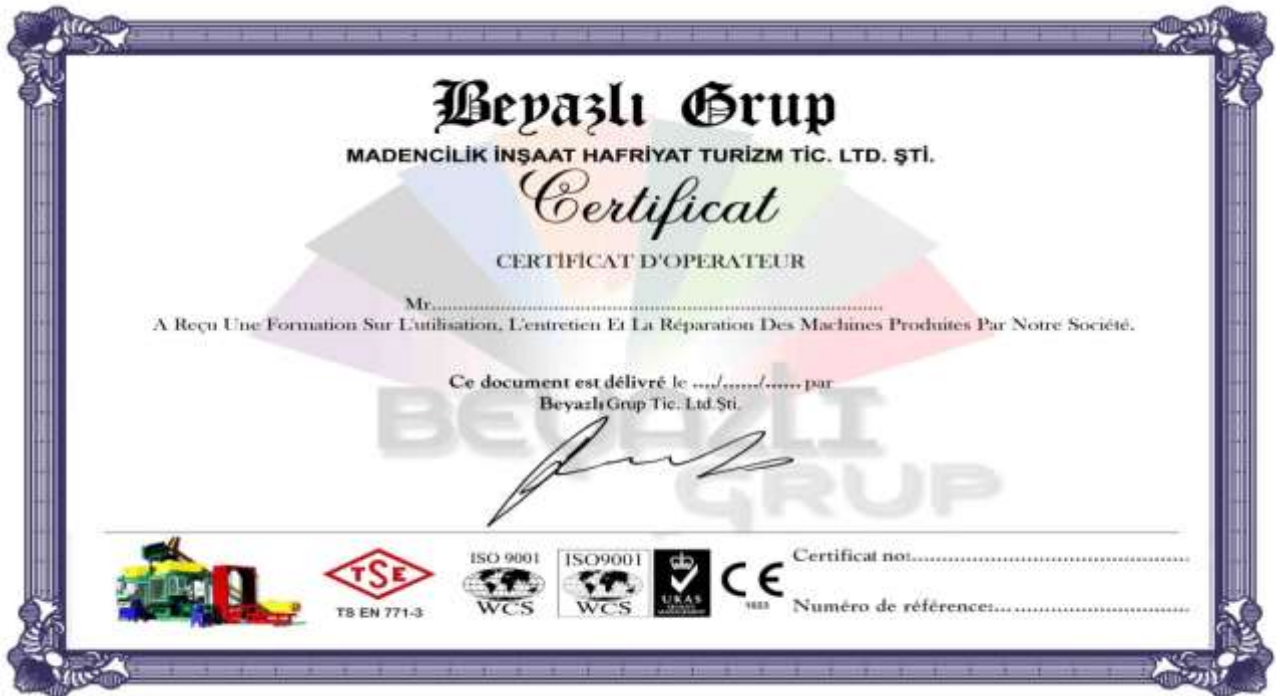 Beyazlı Grup
MADENCİLİK İNŞAAT HAFRİYAT TURİZM TİC. LTD. ŞTİ.
Certificat
CERTİFİCAT D'OPERATEUR
Mr....................................................................................
A Reçu Une Formation Sur L'utilisation, L'entretien Et La Réparation Des Machines Produites Par Notre Société.
Ce document est délivré le ..../....../...... par
Beyazlı Grup Tic. Ltd.Şti.
BEYAZLI
GRUP
TSE
TS EN 771-3
ISO 9001
WCS
ISO9001
WCS
UKAS
CE
Certificat no:................................................
Numéro de référence:...................................